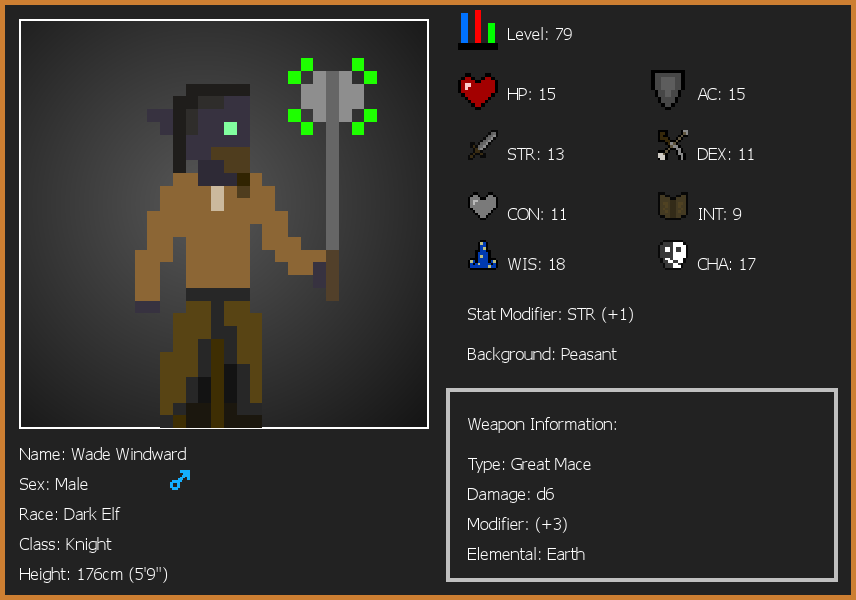 Level: 79
HP: 15
AC: 15
STR: 13
DEX: 11
CON: 11
INT: 9
WIS: 18
CHA: 17
Stat Modifier: STR (+1)
Background: Peasant
Weapon Information:
Type: Great Mace
Damage: d6
Modifier: (+3)
Elemental: Earth
Name: Wade Windward
Sex: Male
Race: Dark Elf
Class: Knight
Height: 176cm (5'9")